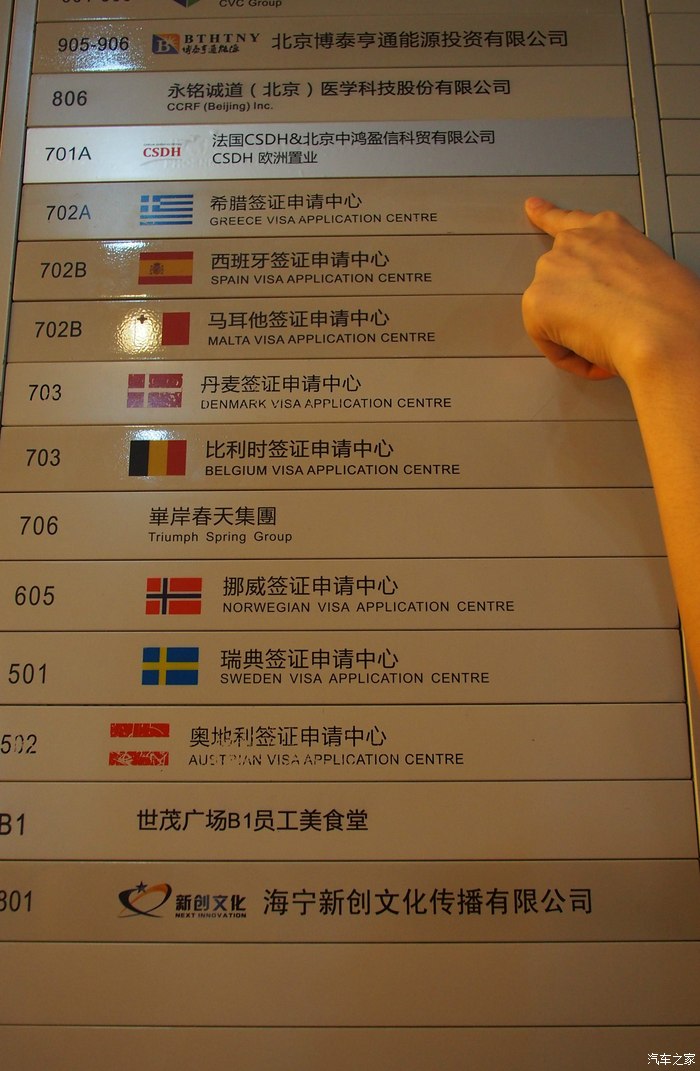 CVC Group
905-906
BTHTNY
博泰亨通能源
北京博泰亨通能源投资有限公司
806
永铭诚道（北京）医学科技股份有限公司
CCRF (Beijing) Inc.
701A
CSDH
法国CSDH&北京中鸿盈信科贸有限公司
CSDH 欧洲置业
702A
希腊签证申请中心
GREECE VISA APPLICATION CENTRE
702B
西班牙签证申请中心
SPAIN VISA APPLICATION CENTRE
702B
马耳他签证申请中心
MALTA VISA APPLICATION CENTRE
703
丹麦签证申请中心
DENMARK VISA APPLICATION CENTRE
703
比利时签证申请中心
BELGIUM VISA APPLICATION CENTRE
706
崋岸春天集團
Triumph Spring Group
605
挪威签证申请中心
NORWEGIAN VISA APPLICATION CENTRE
501
瑞典签证申请中心
SWEDEN VISA APPLICATION CENTRE
502
奥地利签证申请中心
AUSTRIAN VISA APPLICATION CENTRE
B1
世茂广场B1员工美食堂
301
新创文化
NEXT INNOVATION
海宁新创文化传播有限公司
汽车之家